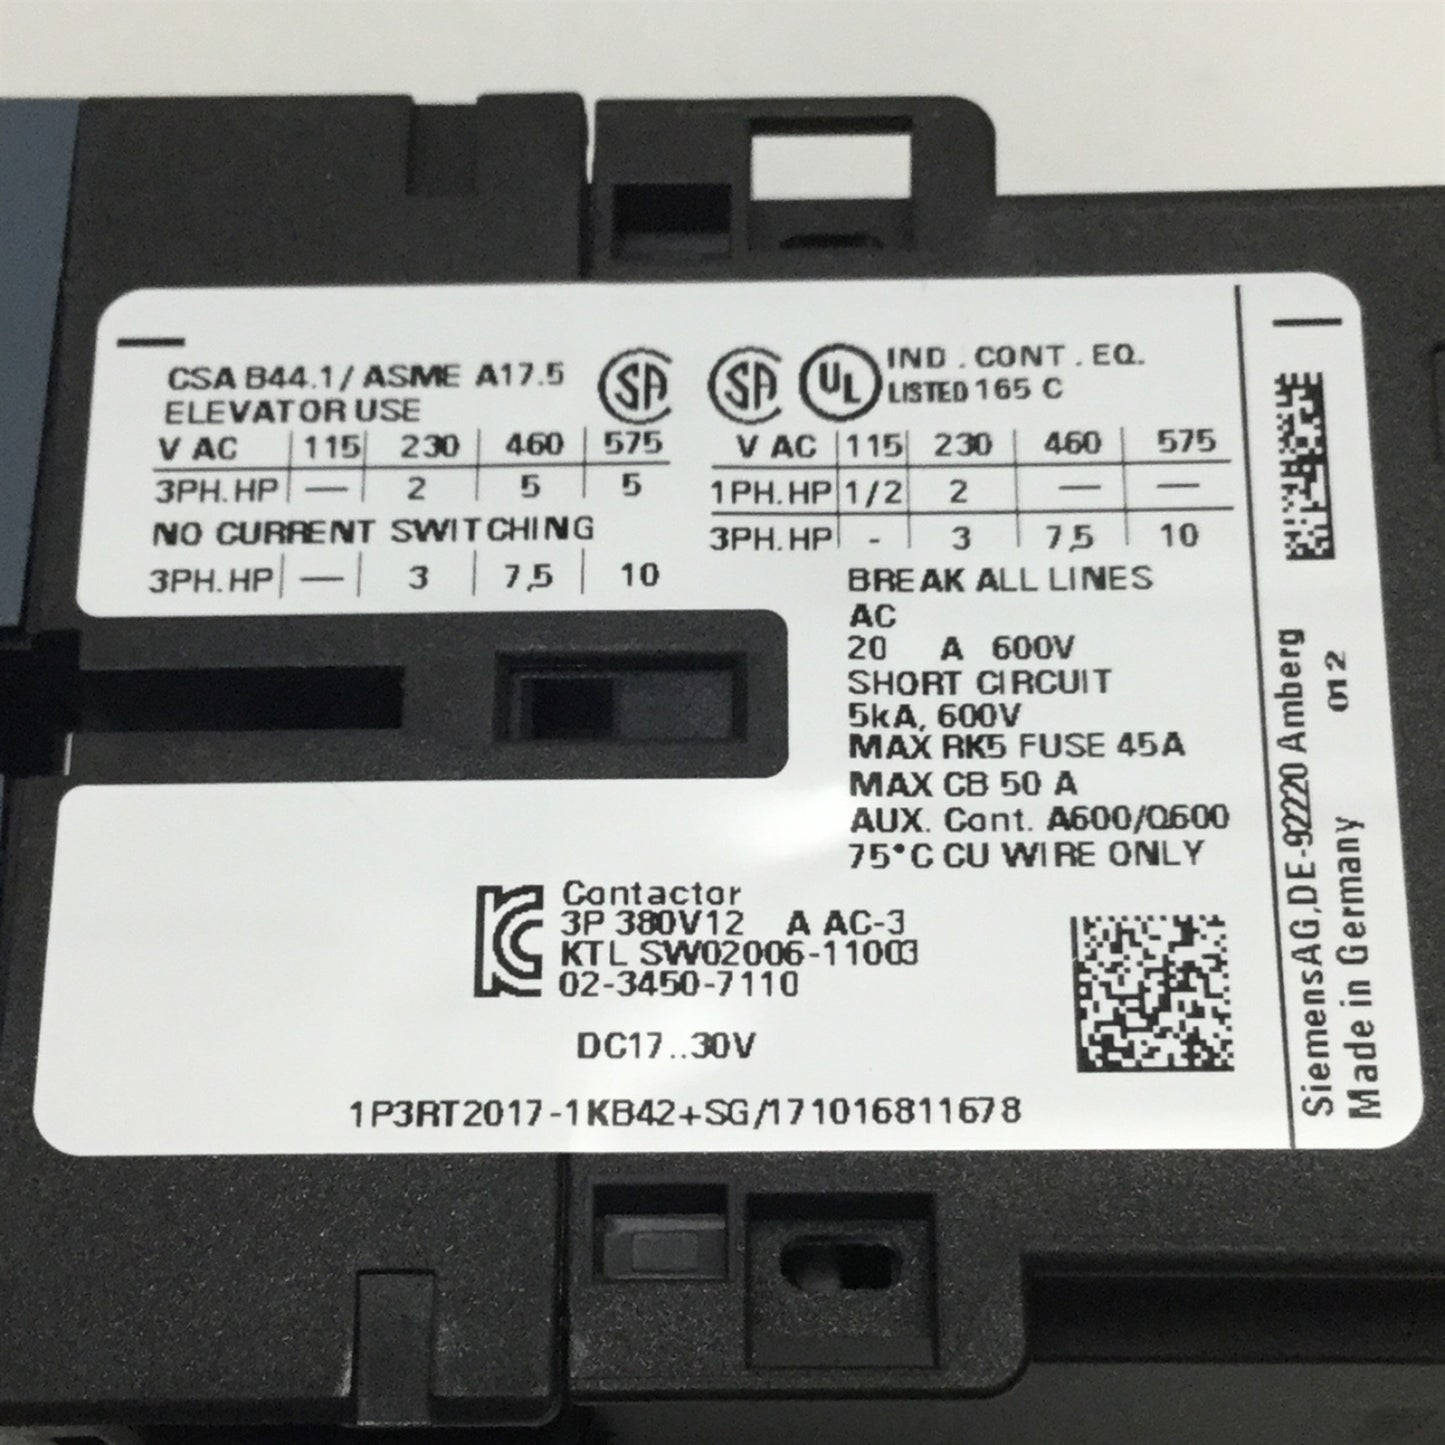 CSA B44.1/ ASME A17.5
ELEVATOR USE
V AC 115 230 460 575
3PH.HP — 2 5 5
NO CURRENT SWITCHING
3PH.HP — 3 7,5 10
SA
SA
UL
IND . CONT . EQ.
LISTED 165 C
V AC 115 230 460 575
1PH.HP 1/2 2 — —
3PH.HP - 3 7,5 10
BREAK ALL LINES
AC
20 A 600V
SHORT CIRCUIT
5kA, 600V
MAX RK5 FUSE 45A
MAX CB 50 A
AUX. Cont. A600/Q600
75°C CU WIRE ONLY
KC
Contactor
3P 380V12 A AC-3
KTL SW02006-11003
02-3450-7110
DC17..30V
1P3RT2017-1KB42+SG/171016811678
SiemensAG,DE-92220 Amberg
Made in Germany 012